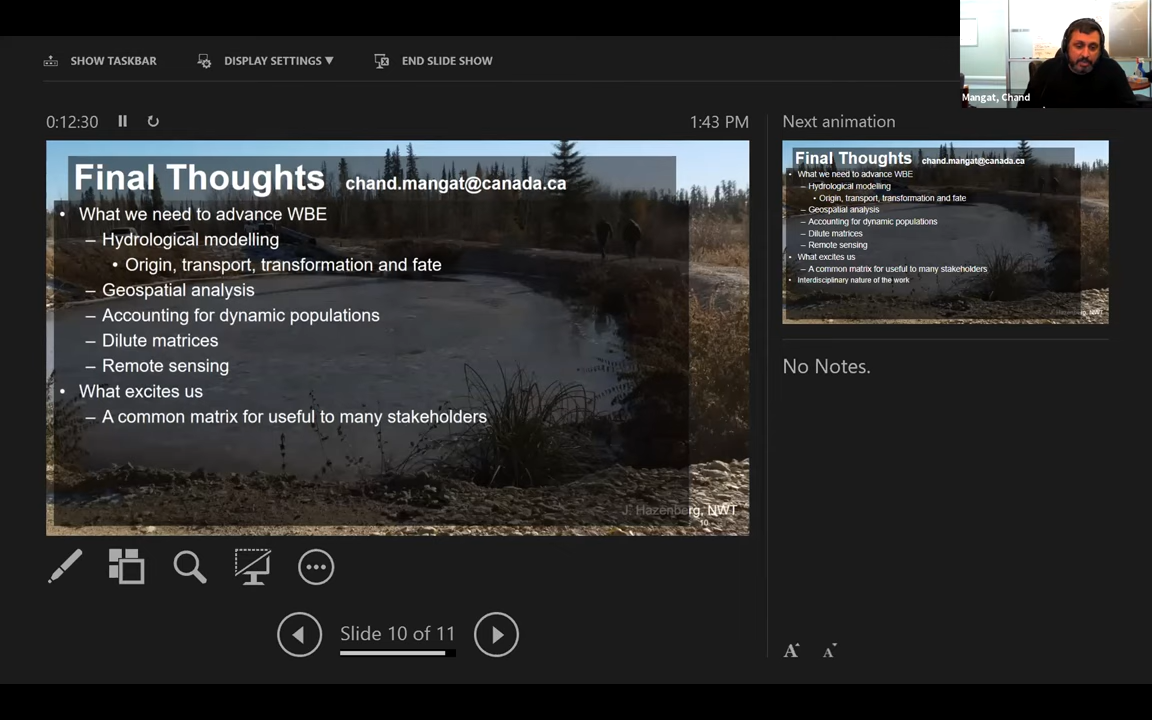 SHOW TASKBAR
DISPLAY SETTINGS ▼
END SLIDE SHOW
Mangat, Chand
0:12:30
1:43 PM
Final Thoughts chand.mangat@canada.ca
• What we need to advance WBE
– Hydrological modelling
• Origin, transport, transformation and fate
– Geospatial analysis
– Accounting for dynamic populations
– Dilute matrices
– Remote sensing
• What excites us
– A common matrix for useful to many stakeholders
J. Hazenberg, NWT
10
Next animation
Final Thoughts chand.mangat@canada.ca
• What we need to advance WBE
– Hydrological modelling
• Origin, transport, transformation and fate
– Geospatial analysis
– Accounting for dynamic populations
– Dilute matrices
– Remote sensing
• What excites us
– A common matrix for useful to many stakeholders
• Interdisciplinary nature of the work
rg, NWT
No Notes.
Slide 10 of 11
A A